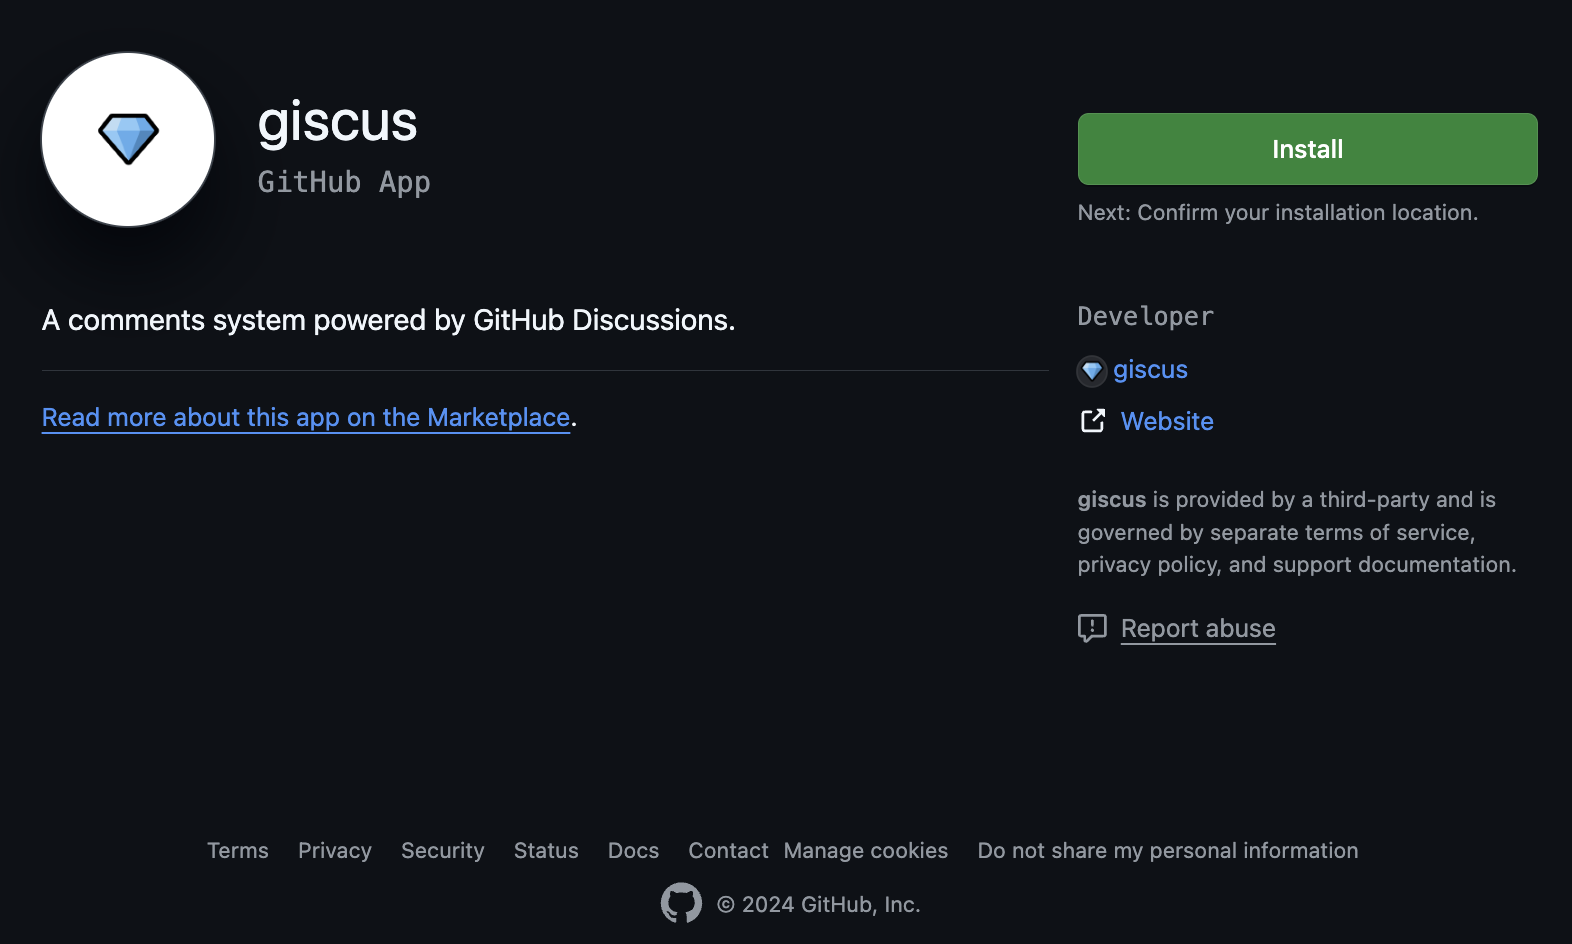 giscus
GitHub App
Install
Next: Confirm your installation location.
A comments system powered by GitHub Discussions.
Read more about this app on the Marketplace.
Developer
giscus
Website
giscus is provided by a third-party and is
governed by separate terms of service,
privacy policy, and support documentation.
Report abuse
Terms Privacy Security Status Docs Contact Manage cookies Do not share my personal information
© 2024 GitHub, Inc.